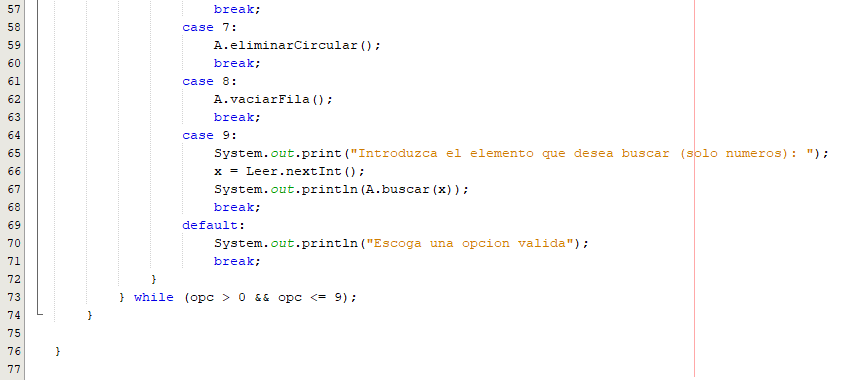 57 break;
58 case 7:
59 A.eliminarCircular();
60 break;
61 case 8:
62 A.vaciarFila();
63 break;
64 case 9:
65 System.out.print("Introduzca el elemento que desea buscar (solo numeros): ");
66 x = Leer.nextInt();
67 System.out.println(A.buscar(x));
68 break;
69 default:
70 System.out.println("Escoga una opcion valida");
71 break;
72 }
73 } while (opc > 0 && opc <= 9);
74 }
75
76 }
77